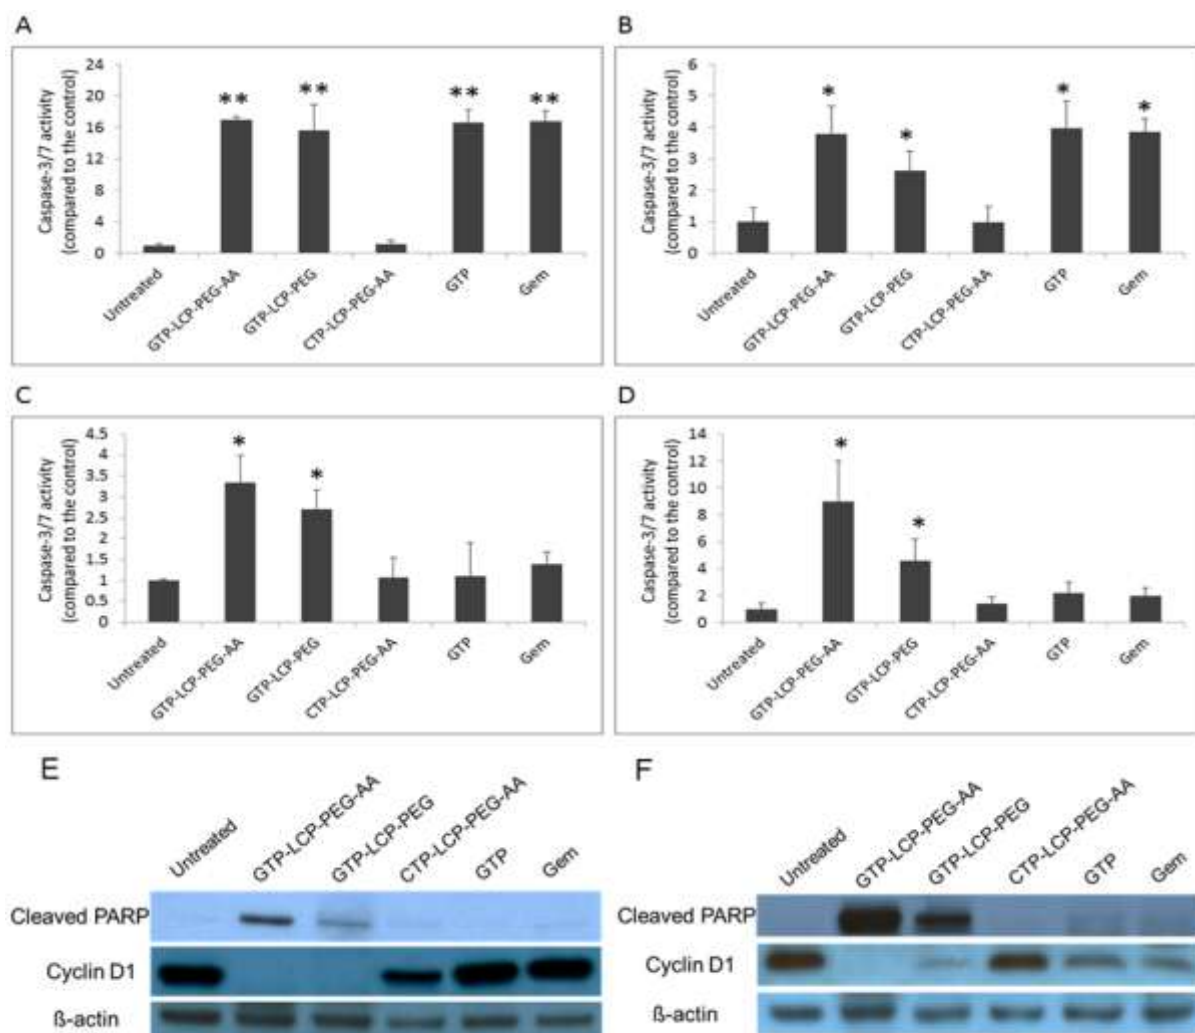 A
Caspase-3/7 activity
(compared to the control)
24
20
16
12
8
4
0
** ** ** **
Untreated
GTP-LCP-PEG-AA
GTP-LCP-PEG
CTP-LCP-PEG-AA
GTP
Gem
B
Caspase-3/7 activity
(compared to the control)
6
5
4
3
2
1
0
* * * *
Untreated
GTP-LCP-PEG-AA
GTP-LCP-PEG
CTP-LCP-PEG-AA
GTP
Gem
C
Caspase-3/7 activity
(compared to the control)
4.5
4
3.5
3
2.5
2
1.5
1
0.5
0
* *
Untreated
GTP-LCP-PEG-AA
GTP-LCP-PEG
CTP-LCP-PEG-AA
GTP
Gem
D
Caspase-3/7 activity
(compared to the control)
14
12
10
8
6
4
2
0
* *
Untreated
GTP-LCP-PEG-AA
GTP-LCP-PEG
CTP-LCP-PEG-AA
GTP
Gem
E
Untreated
GTP-LCP-PEG-AA
GTP-LCP-PEG
CTP-LCP-PEG-AA
GTP
Gem
Cleaved PARP
Cyclin D1
ß-actin
F
Untreated
GTP-LCP-PEG-AA
GTP-LCP-PEG
CTP-LCP-PEG-AA
GTP
Gem
Cleaved PARP
Cyclin D1
ß-actin